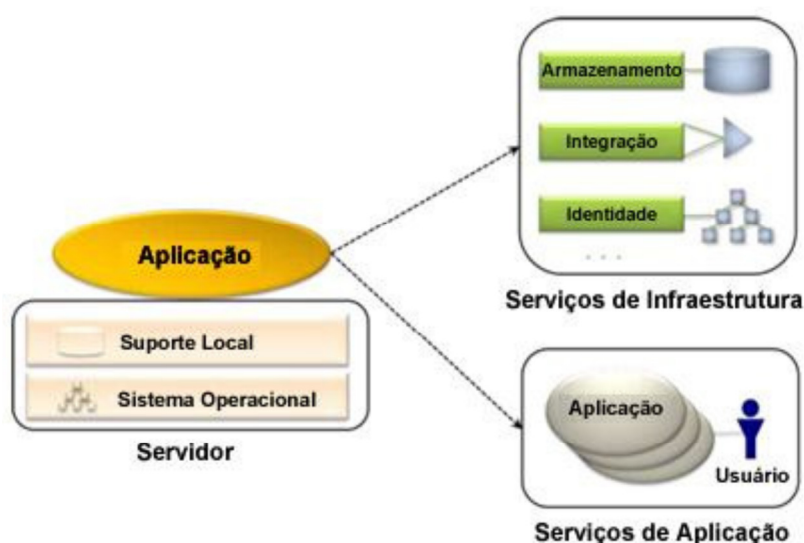 Armazenamento
Integração
Identidade
. . .
Serviços de Infraestrutura
Aplicação
Suporte Local
Sistema Operacional
Servidor
Aplicação
Usuário
Serviços de Aplicação